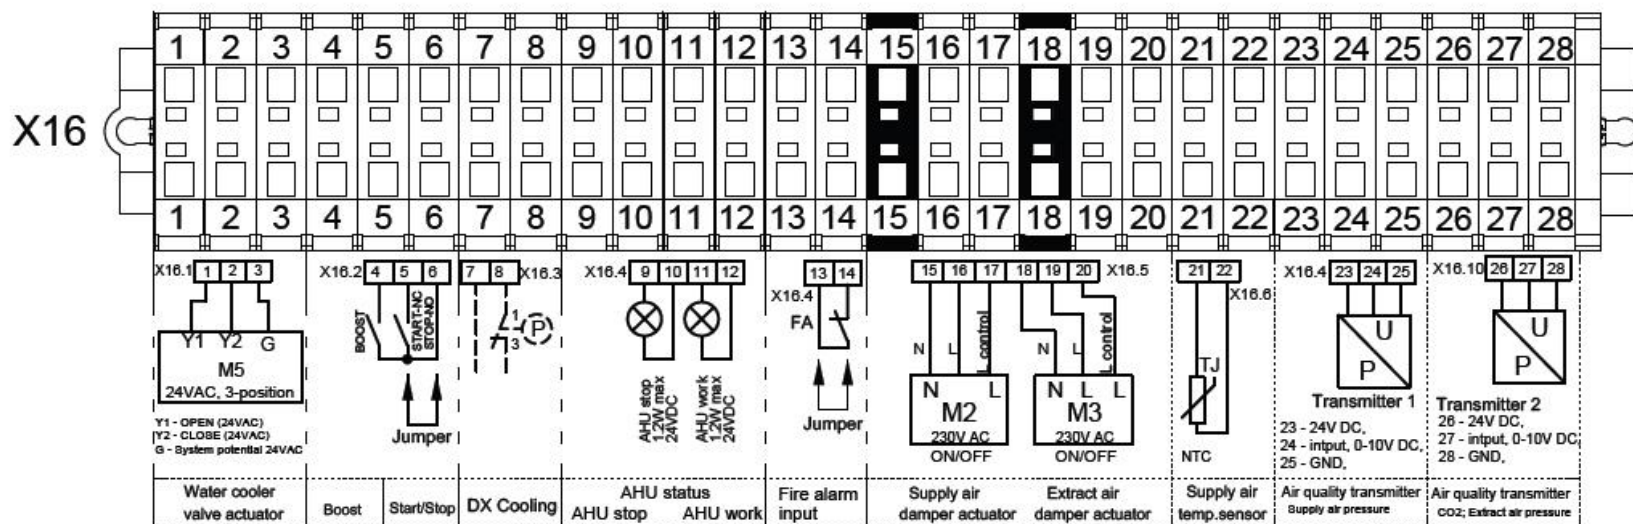 1 2 3 4 5 6 7 8 9 10 11 12 13 14 15 16 17 18 19 20 21 22 23 24 25 26 27 28
X16
1 2 3 4 5 6 7 8 9 10 11 12 13 14 15 16 17 18 19 20 21 22 23 24 25 26 27 28
X16.1 1 2 3
X16.2 4 5 6
7 8 X16.3
X16.4 9 10 11 12
13 14
X16.4
15 16 17 18 19 20 X16.5
21 22
X16.6
X16.4 23 24 25
X16.10 26 27 28
Y1 Y2 G
M5
24VAC, 3-position
Y1 - OPEN (24VAC)
Y2 - CLOSE (24VAC)
G - System potential 24VAC
BOOST
START-NC
STOP-NO
Jumper
1
P
3
AHU stop
1.2W max
24VDC
AHU work
1.2W max
24VDC
FA
Jumper
N L L control
N L
M2
230V AC
ON/OFF
N L L control
N L L
M3
230V AC
ON/OFF
TJ
NTC
U
P
Transmitter 1
23 - 24V DC,
24 - intput, 0-10V DC,
25 - GND,
U
P
Transmitter 2
26 - 24V DC,
27 - intput, 0-10V DC
28 - GND,
Water cooler
valve actuator
Boost
Start/Stop
DX Cooling
AHU status
AHU stop AHU work
Fire alarm
input
Supply air
damper actuator
Extract air
damper actuator
Supply air
temp.sensor
Air quality transmitter
Supply air pressure
Air quality transmitter
CO2; Extract air pressure